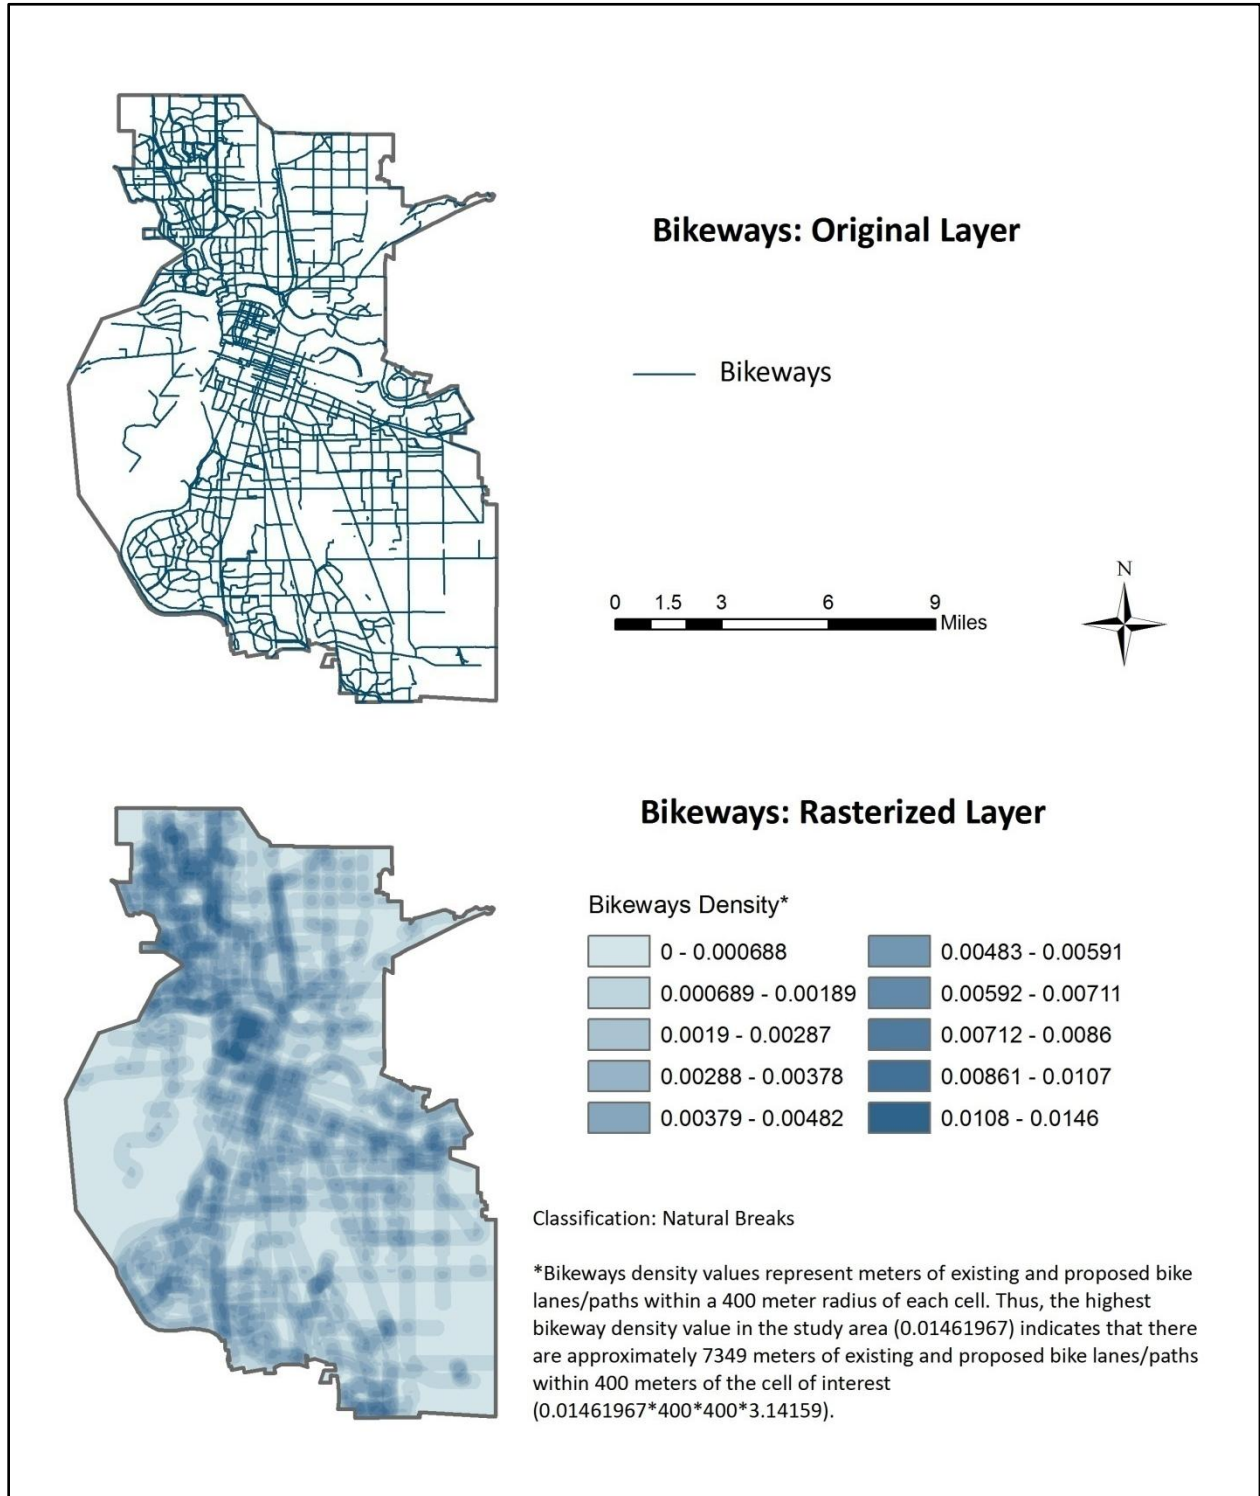 Bikeways: Original Layer
Bikeways
N
0 1.5 3 6 9
Miles
Bikeways: Rasterized Layer
Bikeways Density*
0 - 0.000688
0.000689 - 0.00189
0.0019 - 0.00287
0.00288 - 0.00378
0.00379 - 0.00482
0.00483 - 0.00591
0.00592 - 0.00711
0.00712 - 0.0086
0.00861 - 0.0107
0.0108 - 0.0146
Classification: Natural Breaks
*Bikeways density values represent meters of existing and proposed bike
lanes/paths within a 400 meter radius of each cell. Thus, the highest
bikeway density value in the study area (0.01461967) indicates that there
are approximately 7349 meters of existing and proposed bike lanes/paths
within 400 meters of the cell of interest
(0.01461967*400*400*3.14159).